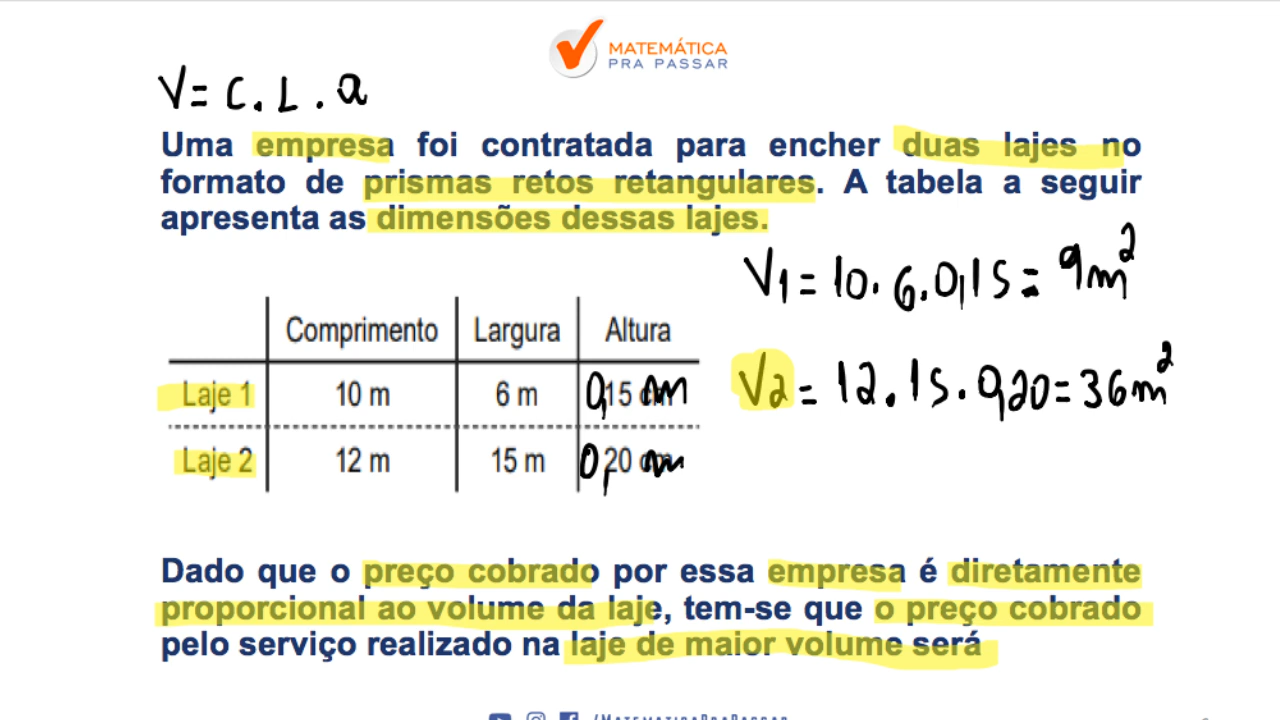 MATEMÁTICA
PRA PASSAR
V= C. L. a
Uma empresa foi contratada para encher duas lajes no
formato de prismas retos retangulares. A tabela a seguir
apresenta as dimensões dessas lajes.
V1= 10. 6. 0,15= 9m²
Comprimento Largura Altura
Laje 1 10 m 6 m 0,15 m
V2= 12. 15. 0,20= 36m²
Laje 2 12 m 15 m 0,20 m
Dado que o preço cobrado por essa empresa é diretamente
proporcional ao volume da laje, tem-se que o preço cobrado
pelo serviço realizado na laje de maior volume será
/MATEMATICAPRAPASSAR